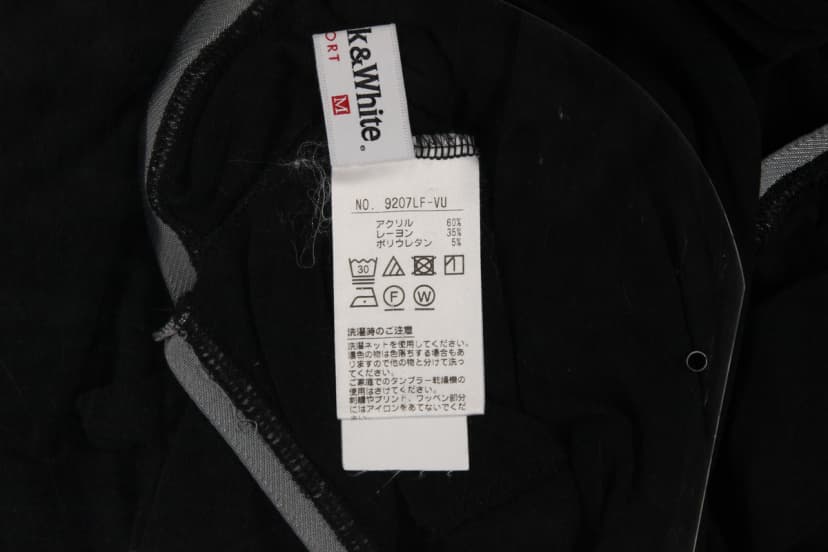 k&White®
ORT
M
NO. 9207LF-VU
アクリル 60%
レーヨン 35%
ポリウレタン 5%
30
F W
洗濯時のご注意
洗濯ネットを使用してください。
濃色の物は色落ちする場合もあ
りますので他の物と分けて洗っ
てください。
ご家庭でのタンブラー乾燥機の
使用はさけてください。
刺繍やプリント、ワッペン部分
にはアイロンをあてないでくだ